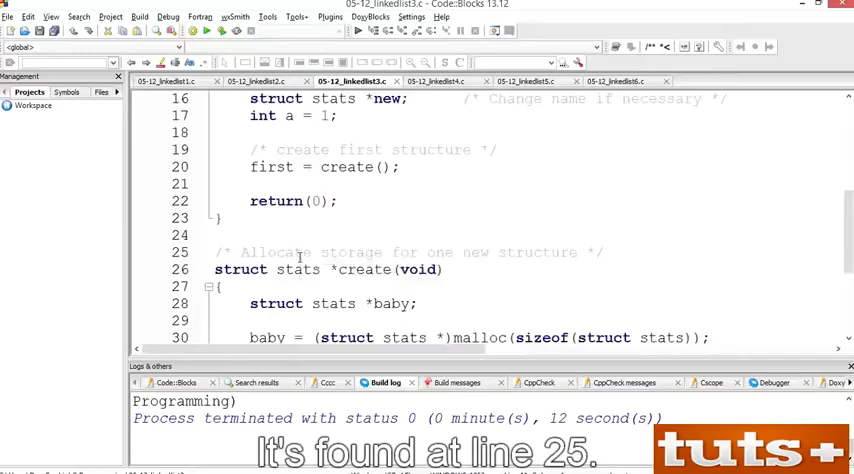 05-12_linkedlist3.c - Code::Blocks 13.12
File Edit View Search Project Build Debug Fortran wxSmith Tools Tools+ Plugins DoxyBlocks Settings Help
<global>
/** *<
Management
Projects Symbols Files
Workspace
05-12_linkedlist1.c 05-12_linkedlist2.c 05-12_linkedlist3.c 05-12_linkedlist4.c 05-12_linkedlist5.c 05-12_linkedlist6.c
16 struct stats *new; /* Change name if necessary */
17 int a = 1;
18
19 /* create first structure */
20 first = create();
21
22 return(0);
23 }
24
25 /* Allocate storage for one new structure */
26 struct stats *create(void)
27 {
28 struct stats *baby;
29
30 baby = (struct stats *)malloc(sizeof(struct stats));
Logs & others
Code::Blocks Search results Cccc Build log Build messages CppCheck CppCheck messages Cscope Debugger Doxy
Programming)
Process terminated with status 0 (0 minute(s), 12 second(s))
It's found at line 25.
tuts+